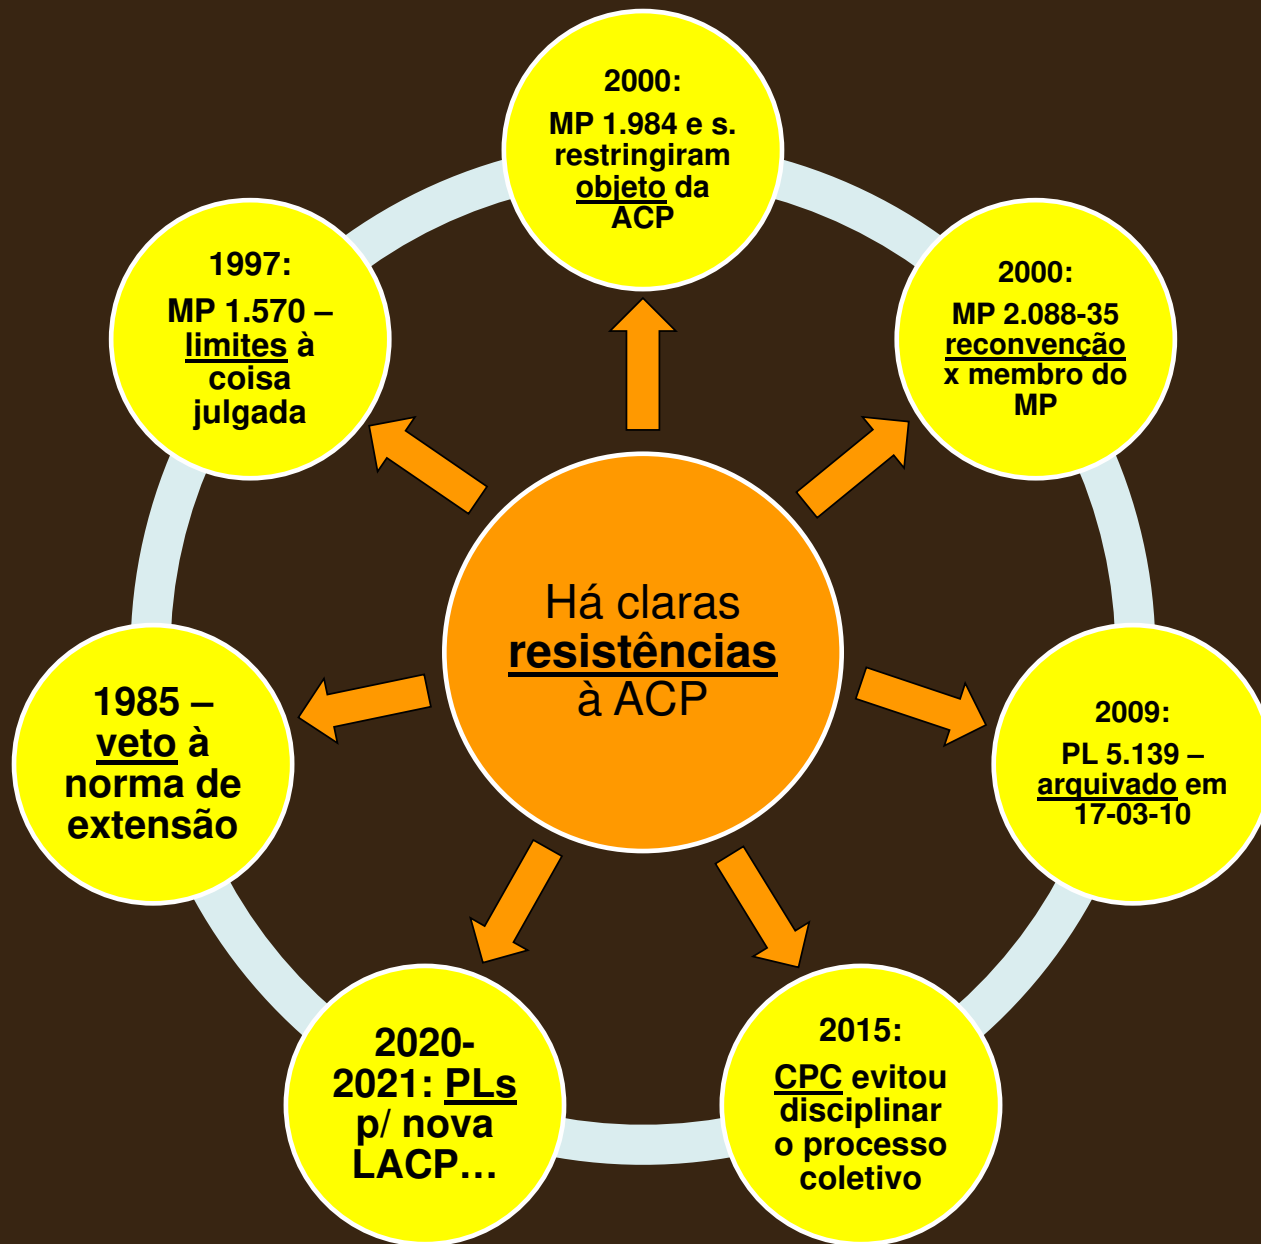 Há claras
resistências
à ACP
1985 –
veto à
norma de
extensão
1997:
MP 1.570 –
limites à
coisa
julgada
2000:
MP 1.984 e s.
restringiram
objeto da
ACP
2000:
MP 2.088-35
reconvenção
x membro do
MP
2009:
PL 5.139 –
arquivado em
17-03-10
2015:
CPC evitou
disciplinar
o processo
coletivo
2020-
2021: PLs
p/ nova
LACP...